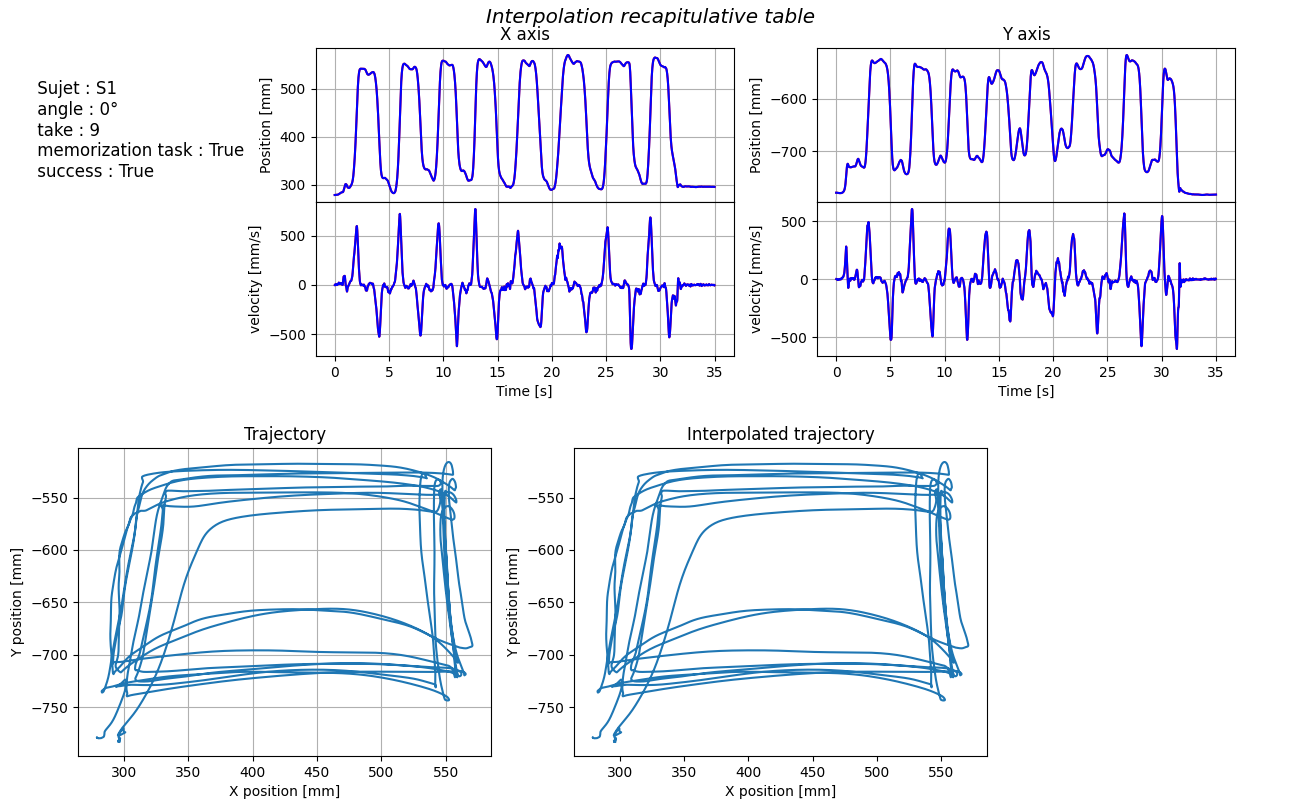 Interpolation recapitulative table
X axis
Y axis
Sujet : S1
angle : 0°
take : 9
memorization task : True
success : True
Position [mm]
500
400
300
velocity [mm/s]
500
0
−500
0 5 10 15 20 25 30 35
Time [s]
Position [mm]
−600
−700
velocity [mm/s]
500
0
−500
0 5 10 15 20 25 30 35
Time [s]
Trajectory
Y position [mm]
−550
−600
−650
−700
−750
300 350 400 450 500 550
X position [mm]
Interpolated trajectory
Y position [mm]
−550
−600
−650
−700
−750
300 350 400 450 500 550
X position [mm]